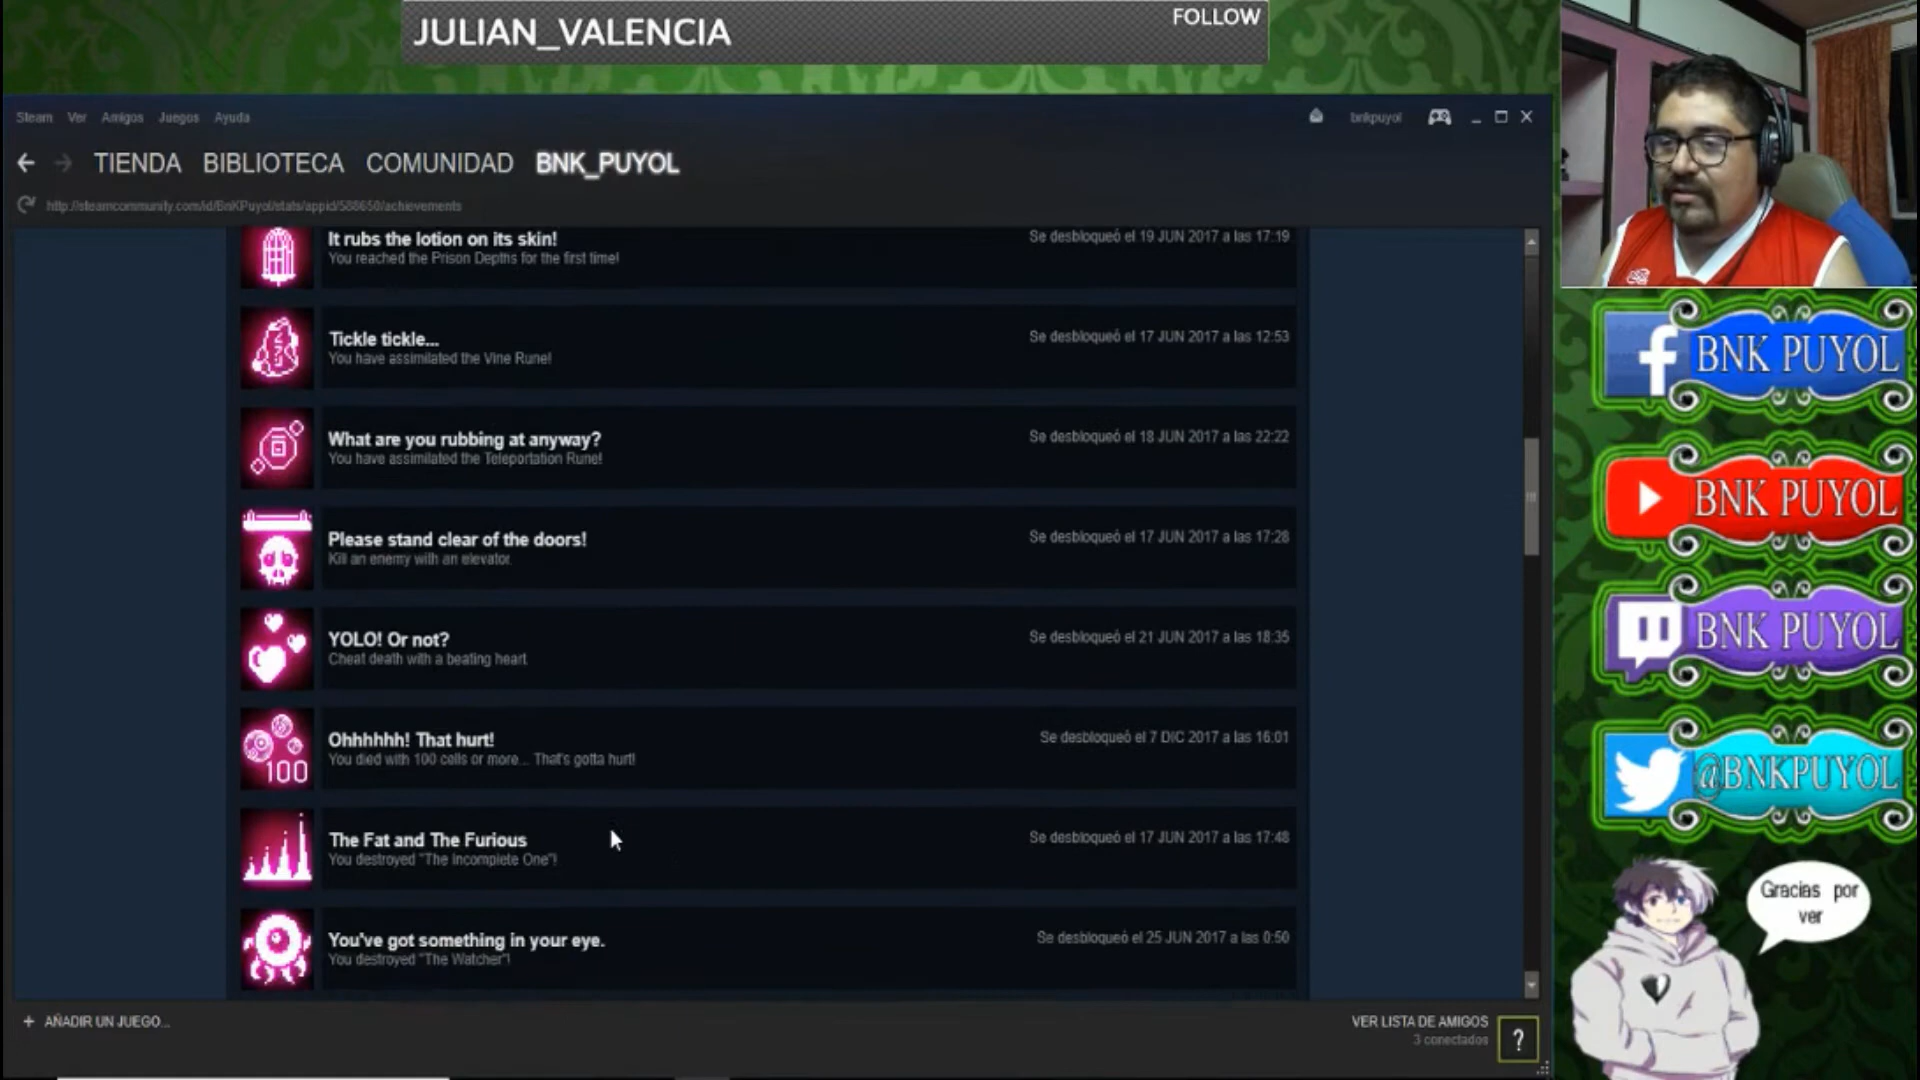 JULIAN_VALENCIA
FOLLOW
Steam Ver Amigos Juegos Ayuda
bnkpuyol
TIENDA BIBLIOTECA COMUNIDAD BNK_PUYOL
http://steamcommunity.com/id/BnKPuyol/stats/appid/588650/achievements
It rubs the lotion on its skin!
Se desbloqueó el 19 JUN 2017 a las 17:19
You reached the Prison Depths for the first time!
Tickle tickle...
Se desbloqueó el 17 JUN 2017 a las 12:53
You have assimilated the Vine Rune!
What are you rubbing at anyway?
Se desbloqueó el 18 JUN 2017 a las 22:22
You have assimilated the Teleportation Rune!
Please stand clear of the doors!
Se desbloqueó el 17 JUN 2017 a las 17:28
Kill an enemy with an elevator.
YOLO! Or not?
Se desbloqueó el 21 JUN 2017 a las 18:35
Cheat death with a beating heart
100
Ohhhhhh! That hurt!
Se desbloqueó el 7 DIC 2017 a las 16:01
You died with 100 cells or more... That's gotta hurt!
The Fat and The Furious
Se desbloqueó el 17 JUN 2017 a las 17:48
You destroyed "The Incomplete One"!
You've got something in your eye.
Se desbloqueó el 25 JUN 2017 a las 0:50
You destroyed "The Watcher"!
+ AÑADIR UN JUEGO...
VER LISTA DE AMIGOS
3 conectados
?
f BNK PUYOL
BNK PUYOL
BNK PUYOL
@BNKPUYOL
Gracias por
ver